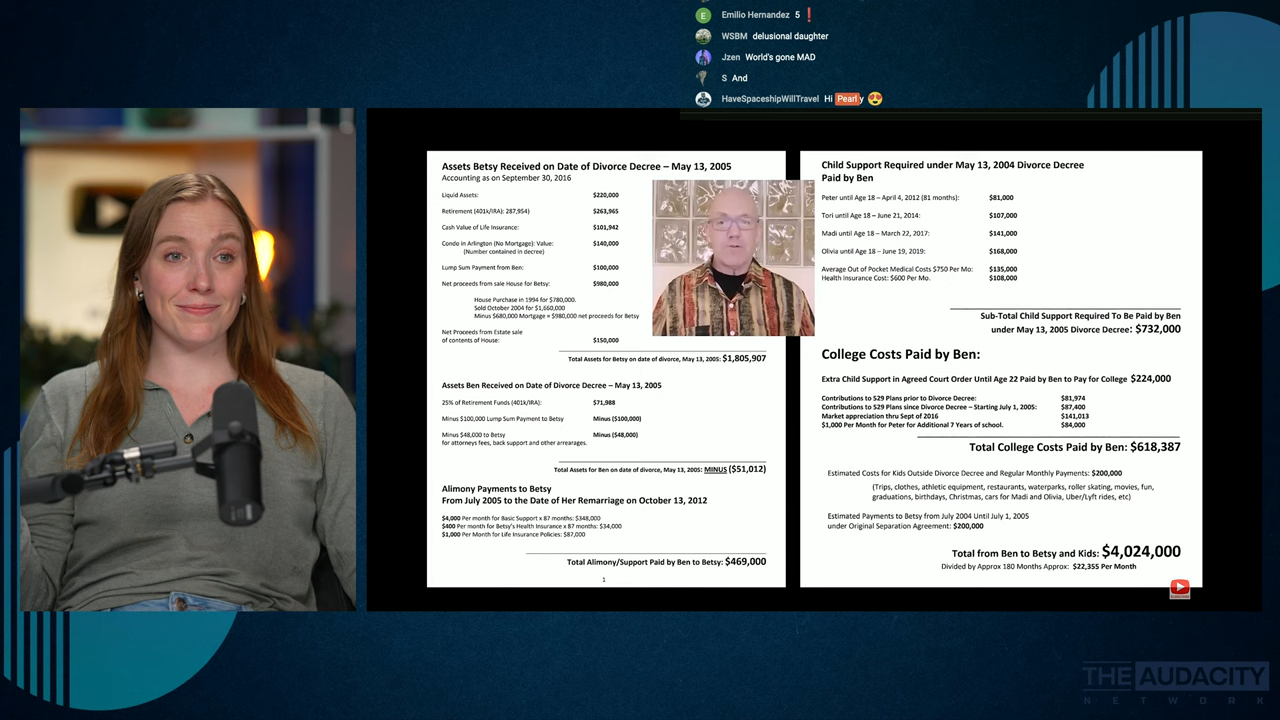 Emilio Hernandez 5 ❗
WSBM delusional daughter
Jzen World's gone MAD
S And
HaveSpaceshipWillTravel Hi Pearly 😍
Assets Betsy Received on Date of Divorce Decree – May 13, 2005
Accounting as on September 30, 2016
Liquid Assets: $220,000
Retirement (401k/IRA): 287,954) $263,965
Cash Value of Life Insurance: $101,942
Condo in Arlington (No Mortgage): Value: $140,000
(Number contained in decree)
Lump Sum Payment from Ben: $100,000
Net proceeds from sale House for Betsy: $980,000
House Purchase in 1994 for $780,000.
Sold October 2004 for $1,660,000
Minus $680,000 Mortgage = $980,000 net proceeds for Betsy
Net Proceeds from Estate sale
of contents of House: $150,000
Total Assets for Betsy on date of divorce, May 13, 2005: $1,805,907
Assets Ben Received on Date of Divorce Decree – May 13, 2005
25% of Retirement Funds (401k/IRA): $71,988
Minus $100,000 Lump Sum Payment to Betsy Minus ($100,000)
Minus $48,000 to Betsy Minus ($48,000)
for attorneys fees, back support and other arrearages.
Total Assets for Ben on date of divorce, May 13, 2005: MINUS ($51,012)
Alimony Payments to Betsy
From July 2005 to the Date of Her Remarriage on October 13, 2012
$4,000 Per month for Basic Support x 87 months: $348,000
$400 Per month for Betsy's Health Insurance x 87 months: $34,000
$1,000 Per Month for Life Insurance Policies: $87,000
Total Alimony/Support Paid by Ben to Betsy: $469,000
1
Child Support Required under May 13, 2004 Divorce Decree
Paid by Ben
Peter until Age 18 – April 4, 2012 (81 months): $81,000
Tori until Age 18 – June 21, 2014: $107,000
Madi until Age 18 – March 22, 2017: $141,000
Olivia until Age 18 – June 19, 2019: $168,000
Average Out of Pocket Medical Costs $750 Per Mo: $135,000
Health Insurance Cost: $600 Per Mo. $108,000
Sub-Total Child Support Required To Be Paid by Ben
under May 13, 2005 Divorce Decree: $732,000
College Costs Paid by Ben:
Extra Child Support in Agreed Court Order Until Age 22 Paid by Ben to Pay for College $224,000
Contributions to 529 Plans prior to Divorce Decree: $81,974
Contributions to 529 Plans since Divorce Decree – Starting July 1, 2005: $87,400
Market appreciation thru Sept of 2016 $141,013
$1,000 Per Month for Peter for Additional 7 Years of school. $84,000
Total College Costs Paid by Ben: $618,387
Estimated Costs for Kids Outside Divorce Decree and Regular Monthly Payments: $200,000
(Trips, clothes, athletic equipment, restaurants, waterparks, roller skating, movies, fun,
graduations, birthdays, Christmas, cars for Madi and Olivia, Uber/Lyft rides, etc)
Estimated Payments to Betsy from July 2004 Until July 1, 2005
under Original Separation Agreement: $200,000
Total from Ben to Betsy and Kids: $4,024,000
Divided by Approx 180 Months Approx: $22,355 Per Month
THE AUDACITY
NETWORK